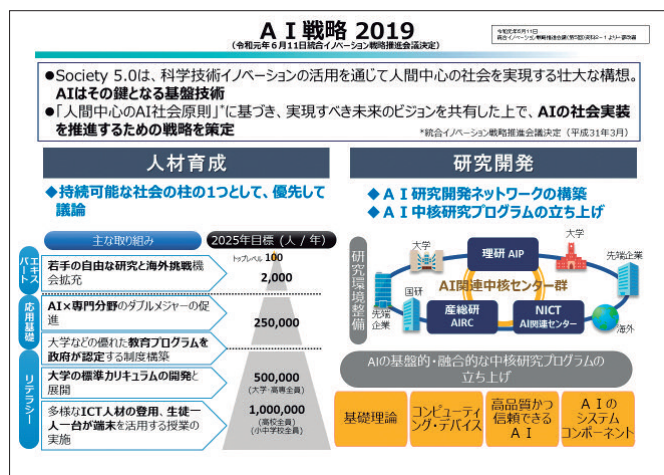 AI戦略 2019
(令和元年6月11日統合イノベーション戦略推進会議決定)
令和元年6月11日
●Society 5.0は、科学技術イノベーションの活用を通じて人間中心の社会を実現する壮大な構想。
AIはその鍵となる基盤技術
●「人間中心のAI社会原則」*に基づき、実現すべき未来のビジョンを共有した上で、AIの社会実装
を推進するための戦略を策定
*統合イノベーション戦略推進会議決定(平成31年3月)
人材育成
◆持続可能な社会の柱の1つとして、優先して
議論
主な取り組み
2025年目標 (人 / 年)
エキスパート
若手の自由な研究と海外挑戦機
会拡充
トップレベル 100
2,000
応用基礎
AI×専門分野のダブルメジャーの促
進
250,000
大学などの優れた教育プログラムを
政府が認定する制度構築
リテラシー
大学の標準カリキュラムの開発と
展開
500,000
(大学・高専全員)
多様なICT人材の登用、生徒一
人一台が端末を活用する授業の
実施
1,000,000
(高校全員)
(小中学校全員)
研究開発
◆AI研究開発ネットワークの構築
◆AI中核研究プログラムの立ち上げ
研究環境整備
大学
理研 AIP
大学
先端企業
AI関連中核センター群
先端
企業
国研
産総研
AIRC
NICT
AI関連センター
海外
AIの基盤的・融合的な中核研究プログラムの
立ち上げ
基礎理論
コンピューティ
ング・デバイス
高品質かつ
信頼できる
AI
AIの
システム
コンポーネント